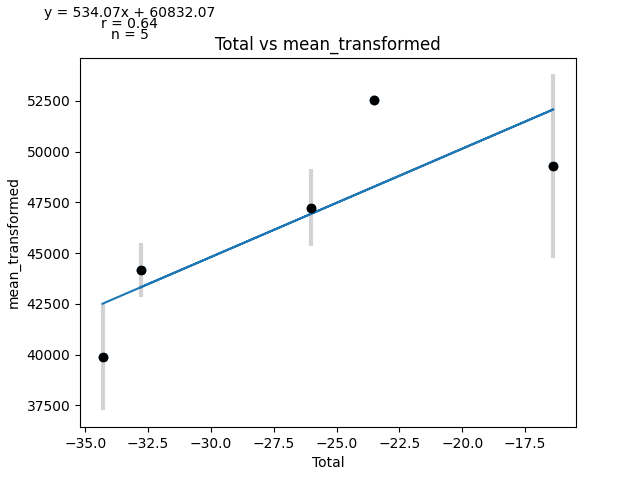 y = 534.07x + 60832.07
r = 0.64
n = 5
Total vs mean_transformed
mean_transformed
52500
50000
47500
45000
42500
40000
37500
−35.0 −32.5 −30.0 −27.5 −25.0 −22.5 −20.0 −17.5
Total